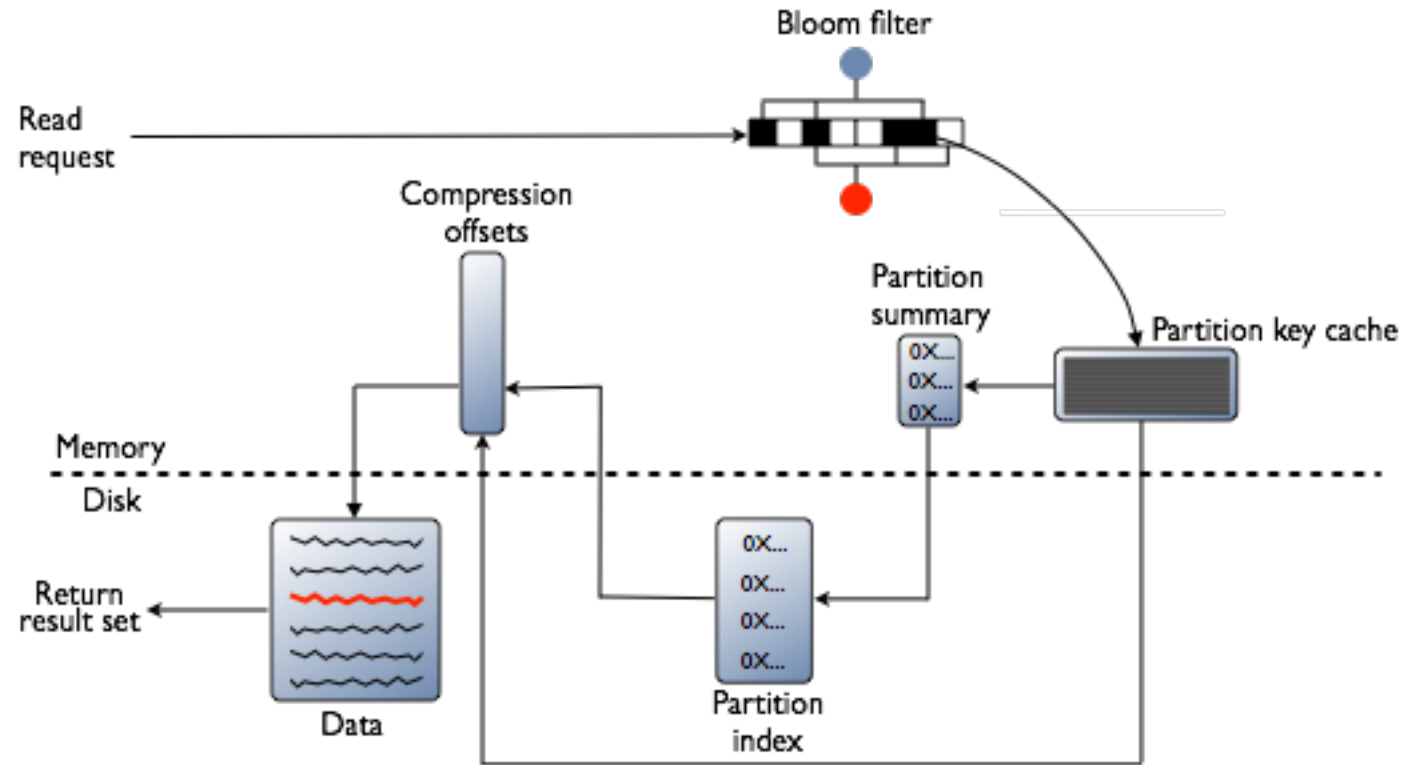 Bloom filter
Read
request
Compression
offsets
Partition
summary
Partition key cache
0X...
0X...
0X...
Memory
Disk
0X...
0X...
0X...
0X...
Return
result set
Data
Partition
index